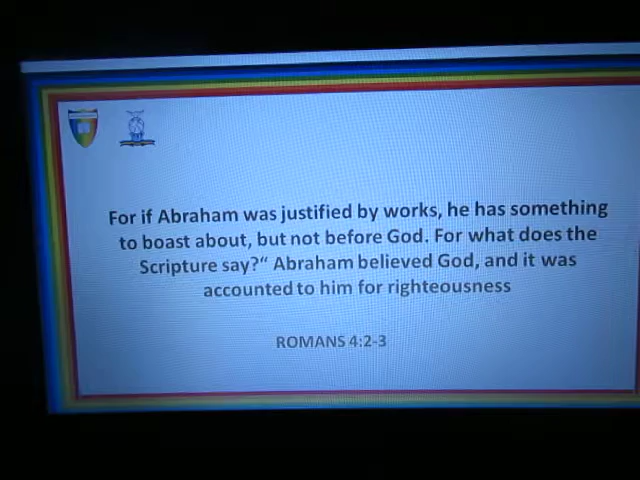 For if Abraham was justified by works, he has something
to boast about, but not before God. For what does the
Scripture say?“ Abraham believed God, and it was
accounted to him for righteousness
ROMANS 4:2-3